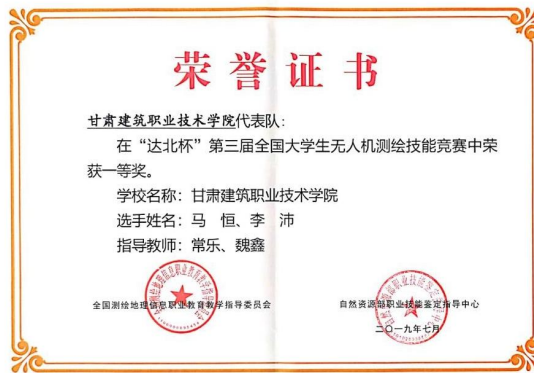 荣誉证书
甘肃建筑职业技术学院代表队：
在“达北杯”第三届全国大学生无人机测绘技能竞赛中荣
获一等奖。
学校名称：甘肃建筑职业技术学院
选手姓名：马　恒、李　沛
指导教师：常乐、魏鑫
全国测绘地理信息职业教育教学指导委员会
自然资源部职业技能鉴定指导中心
二〇一九年七月